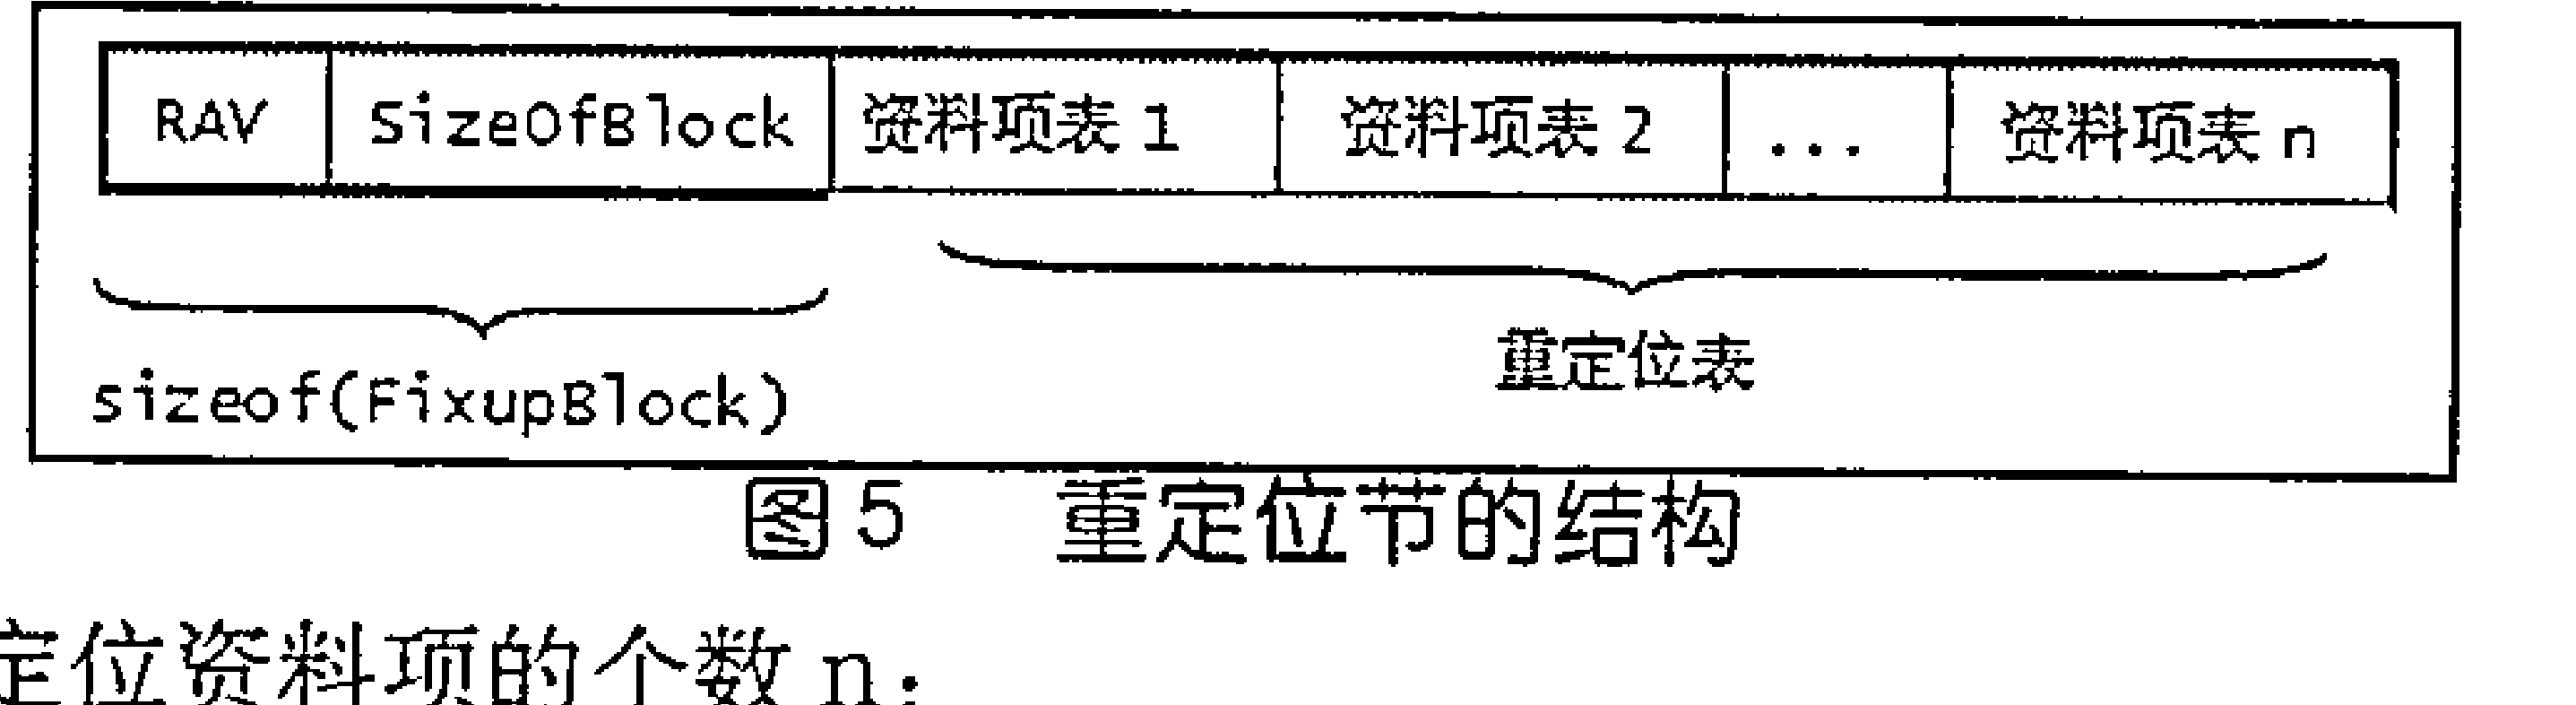 RAV SizeOfBlock 资料项表 1 资料项表 2 ... 资料项表 n
重定位表
sizeof(FixupBlock)
图 5 重定位节的结构
定位资料项的个数 n: